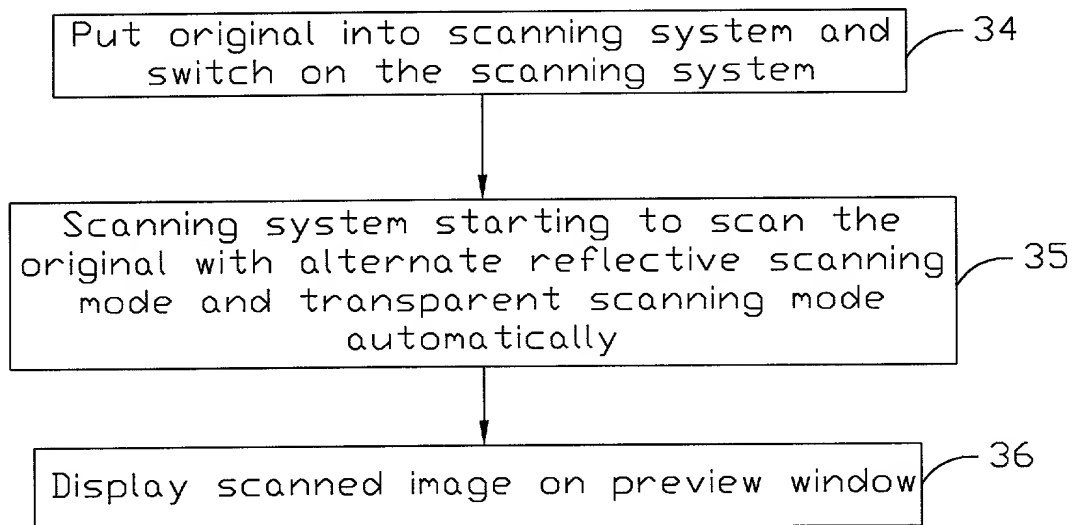 Put original into scanning system and
switch on the scanning system
34
Scanning system starting to scan the
original with alternate reflective scanning
mode and transparent scanning mode
automatically
35
Display scanned image on preview window
36